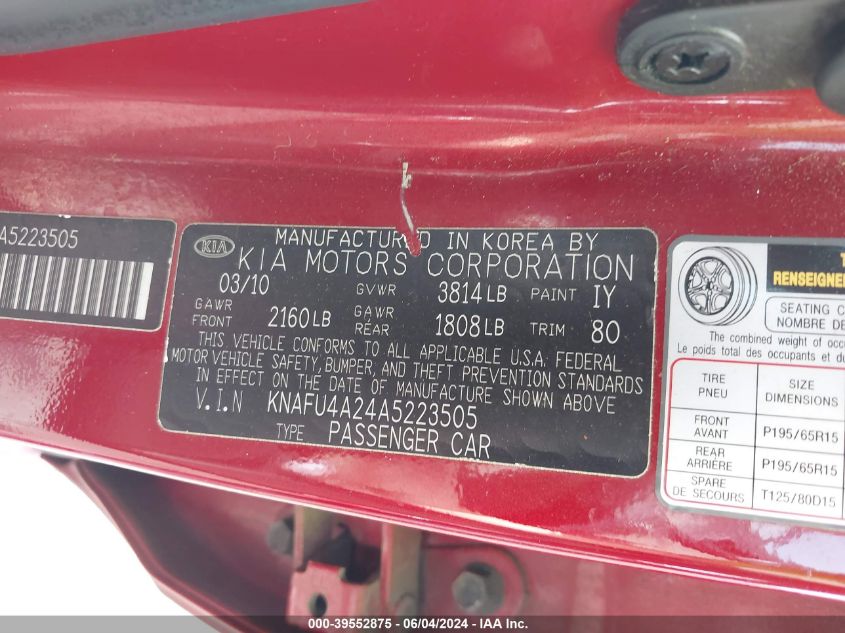 A5223505
KIA
MANUFACTURED IN KOREA BY
KIA MOTORS CORPORATION
03/10 GVWR 3814 LB PAINT IY
GAWR FRONT 2160 LB GAWR REAR 1808 LB TRIM 80
THIS VEHICLE CONFORMS TO ALL APPLICABLE U.S.A. FEDERAL
MOTOR VEHICLE SAFETY, BUMPER, AND THEFT PREVENTION STANDARDS
IN EFFECT ON THE DATE OF MANUFACTURE SHOWN ABOVE
V.I.N KNAFU4A24A5223505
TYPE PASSENGER CAR
RENSEIGNE
SEATING
NOMBRE DE
The combined weight of
Le poids total des occupants et
TIRE PNEU SIZE DIMENSIONS
FRONT AVANT P195/65R15
REAR ARRIÈRE P195/65R15
SPARE DE SECOURS T125/80D15
000-39552875 - 06/04/2024 - IAA Inc.